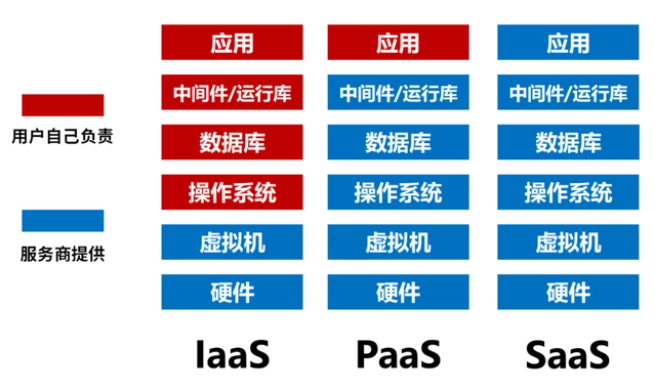 应用 应用 应用
中间件/运行库 中间件/运行库 中间件/运行库
用户自己负责
数据库 数据库 数据库
操作系统 操作系统 操作系统
虚拟机 虚拟机 虚拟机
服务商提供
硬件 硬件 硬件
IaaS PaaS SaaS